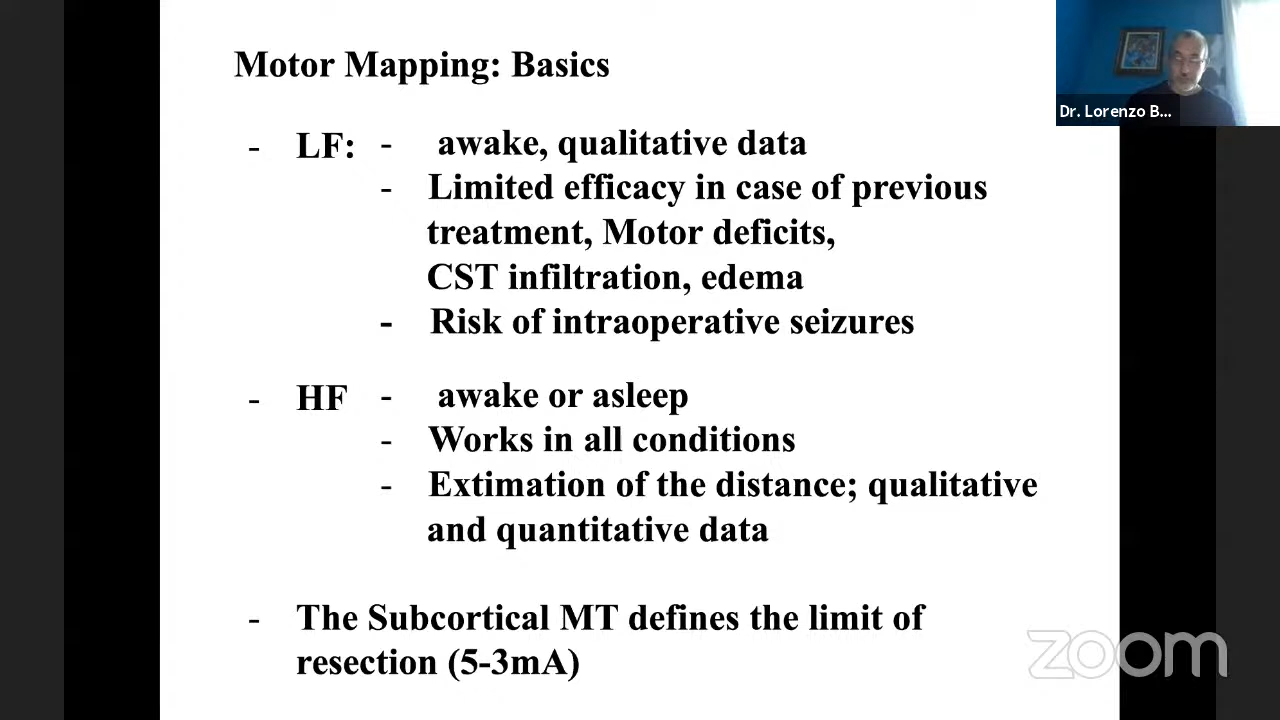 Motor Mapping: Basics
Dr. Lorenzo B...
- LF: - awake, qualitative data
- Limited efficacy in case of previous
treatment, Motor deficits,
CST infiltration, edema
- Risk of intraoperative seizures
- HF - awake or asleep
- Works in all conditions
- Extimation of the distance; qualitative
and quantitative data
- The Subcortical MT defines the limit of
resection (5-3mA)
zoom